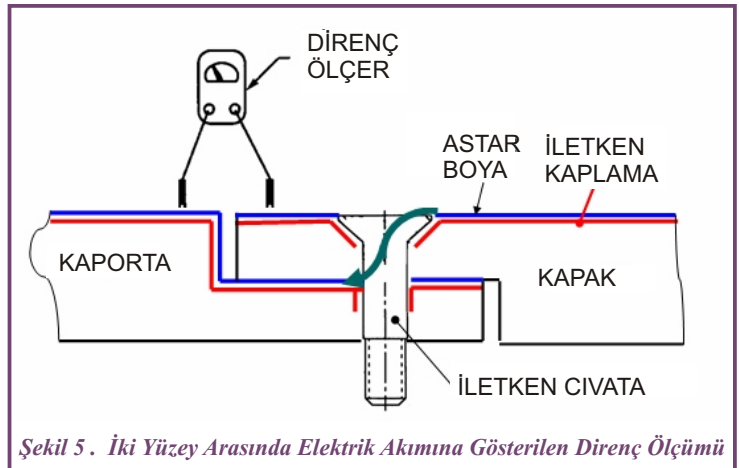 DİRENÇ
ÖLÇER
ASTAR
BOYA
İLETKEN
KAPLAMA
KAPORTA
KAPAK
İLETKEN CIVATA
Şekil 5 . İki Yüzey Arasında Elektrik Akımına Gösterilen Direnç Ölçümü